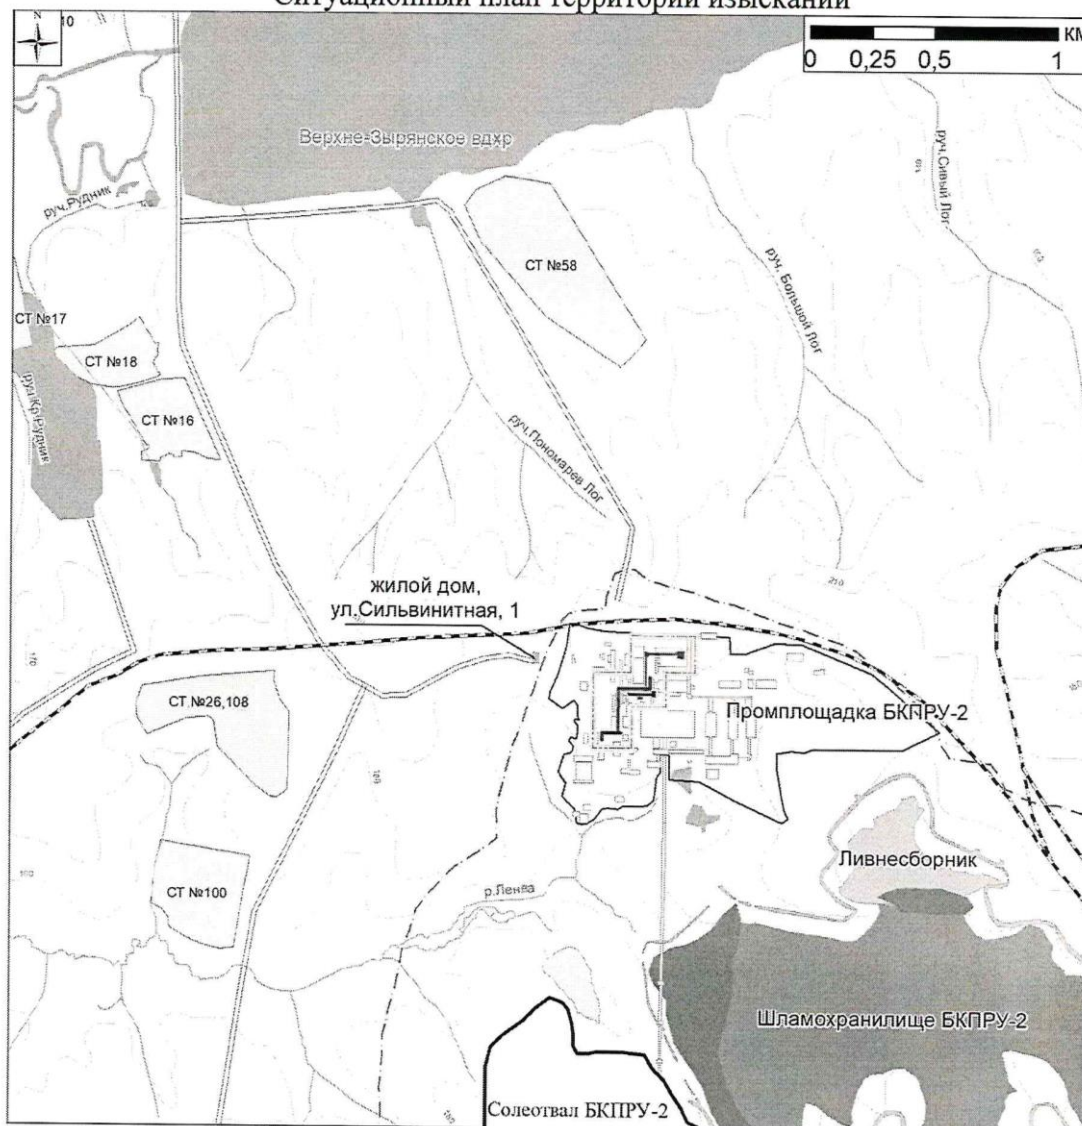 Ситуационный план территории изысканий
N
10
КМ
0 0,25 0,5 1
Верхне-Зырянское вдхр
руч.Сивый Лог
руч.Рудник
СТ №58
руч. Большой Лог
СТ №17
СТ №18
руч.Кр.Рудник
СТ №16
руч.Пономарев Лог
210
жилой дом,
ул.Сильвинитная, 1
170
СТ №26,108
Промплощадка БКПРУ-2
Ливнесборник
СТ №100
р.Ленва
Шламохранилище БКПРУ-2
Солеотвал БКПРУ-2